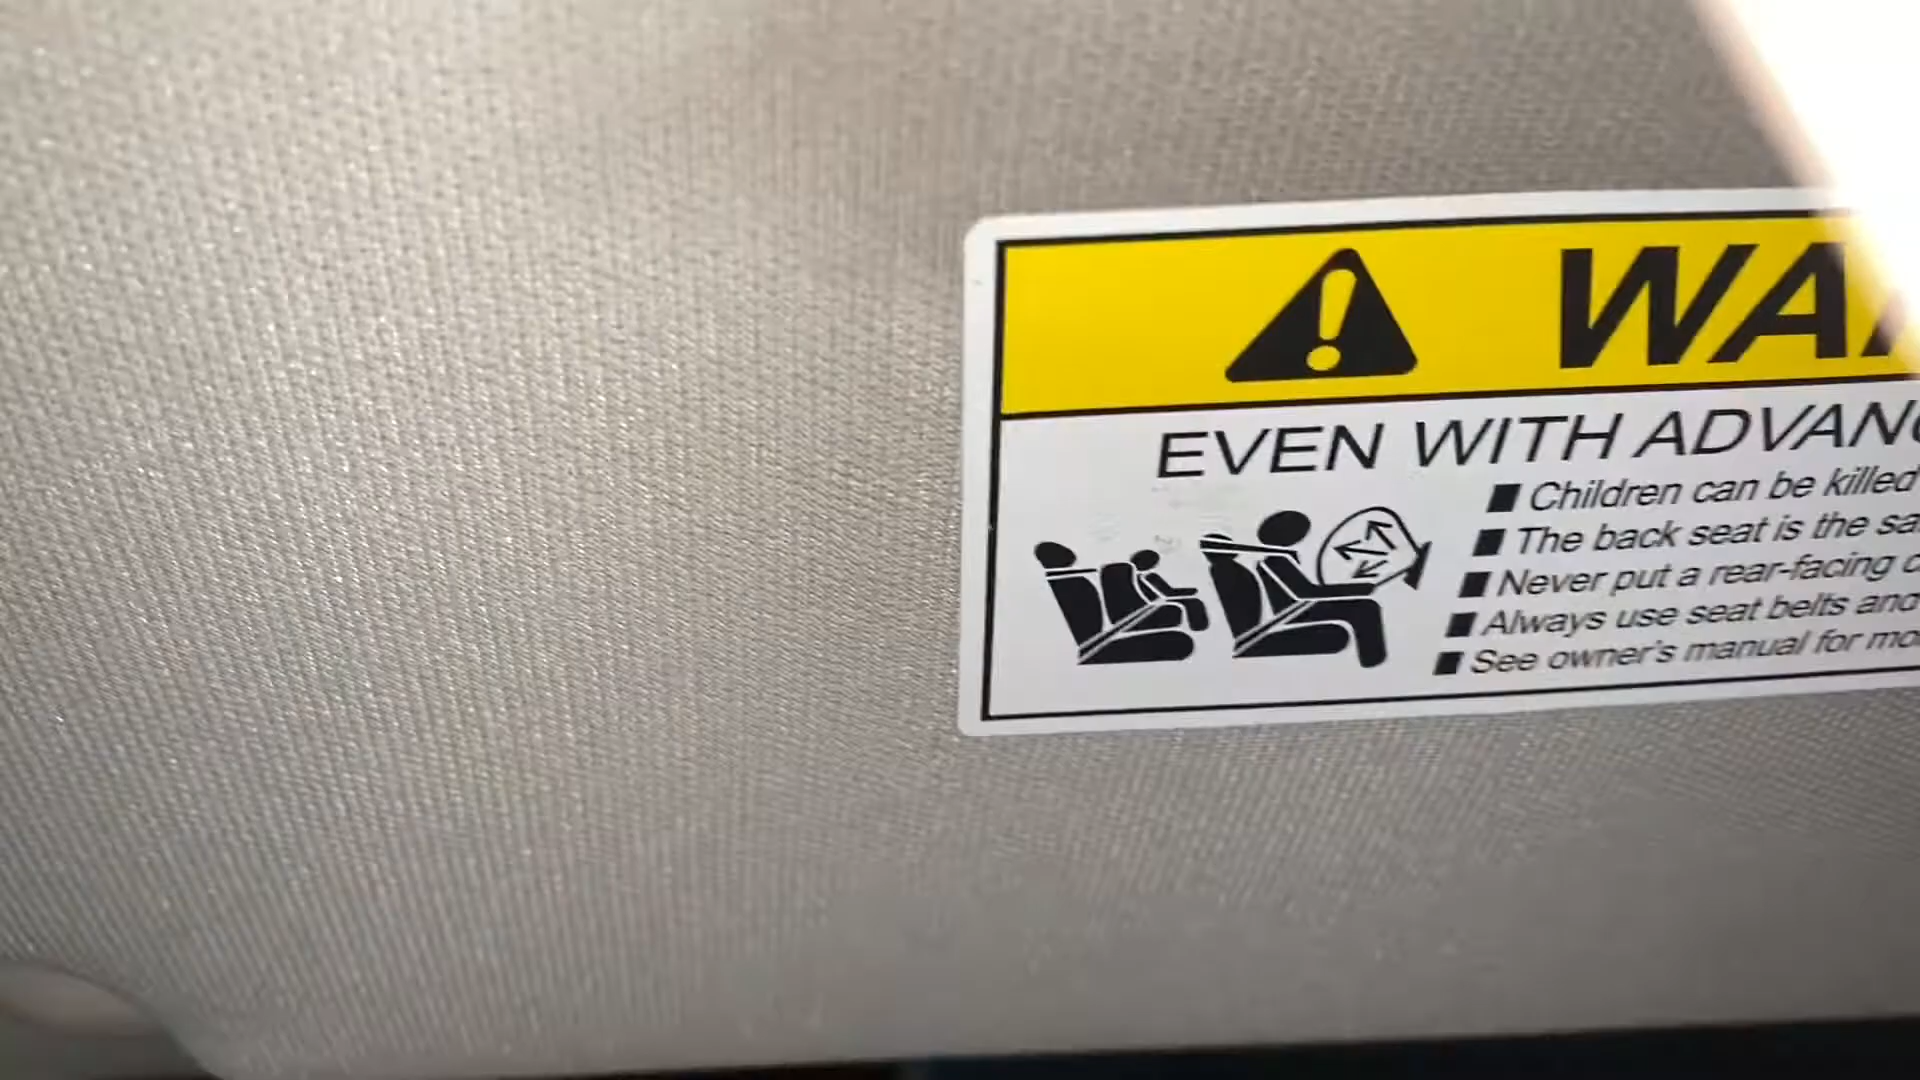 WA
EVEN WITH ADVAN
Children can be killed
The back seat is the sa
Never put a rear-facing c
Always use seat belts and
See owner's manual for mo